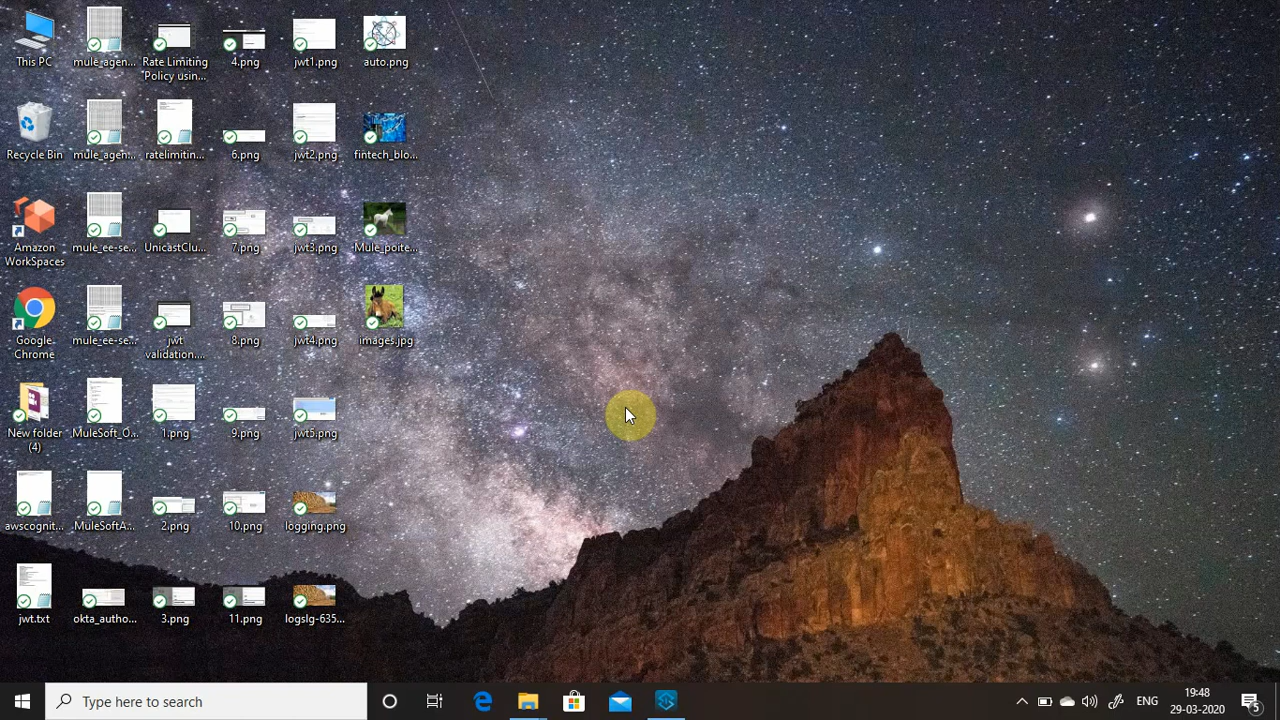 This PC
mule_agen...
Rate Limiting
Policy usin...
4.png
jwt1.png
auto.png
Recycle Bin
mule_agen...
ratelimitin...
6.png
jwt2.png
fintech_blo...
Amazon
WorkSpaces
mule_ee-se...
UnicastClu...
7.png
jwt3.png
Mule_poite...
Google
Chrome
mule_ee-se...
jwt
validation....
8.png
jwt4.png
images.jpg
New folder
(4)
MuleSoft_O...
1.png
9.png
jwt5.png
awscognit...
MuleSoftA...
2.png
10.png
logging.png
jwt.txt
okta_autho...
3.png
11.png
logslg-635...
Type here to search
ENG
29-03-2020
5